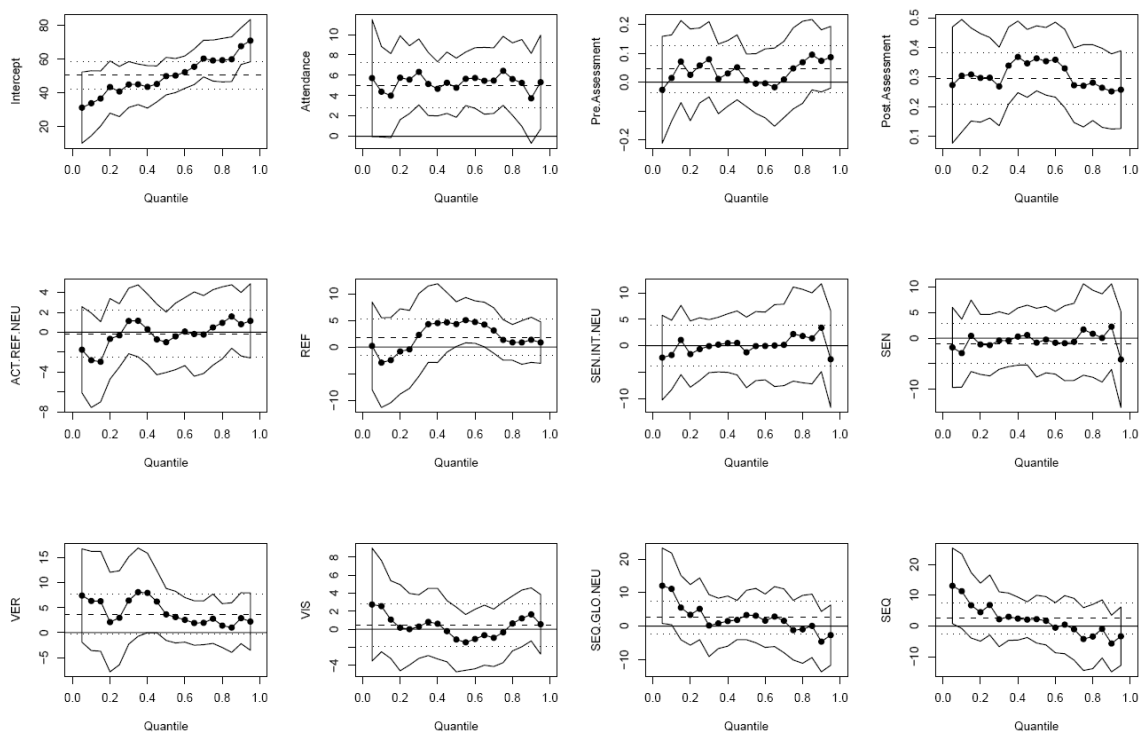 Intercept
20 40 60 80
0.0 0.2 0.4 0.6 0.8 1.0
Quantile
Attendance
0 2 4 6 8 10
0.0 0.2 0.4 0.6 0.8 1.0
Quantile
Pre.Assessment
−0.2 0.0 0.1 0.2
0.0 0.2 0.4 0.6 0.8 1.0
Quantile
Post.Assessment
0.1 0.2 0.3 0.4 0.5
0.0 0.2 0.4 0.6 0.8 1.0
Quantile
ACT.REF.NEU
−8 −4 −2 0 2 4
0.0 0.2 0.4 0.6 0.8 1.0
Quantile
REF
−10 0 5 10
0.0 0.2 0.4 0.6 0.8 1.0
Quantile
SEN.INT.NEU
−10 0 5 10
0.0 0.2 0.4 0.6 0.8 1.0
Quantile
SEN
−10 0 5 10
0.0 0.2 0.4 0.6 0.8 1.0
Quantile
VER
−5 0 5 10 15
0.0 0.2 0.4 0.6 0.8 1.0
Quantile
VIS
−4 0 2 4 6 8
0.0 0.2 0.4 0.6 0.8 1.0
Quantile
SEQ.GLO.NEU
−10 0 10 20
0.0 0.2 0.4 0.6 0.8 1.0
Quantile
SEQ
−10 0 10 20
0.0 0.2 0.4 0.6 0.8 1.0
Quantile